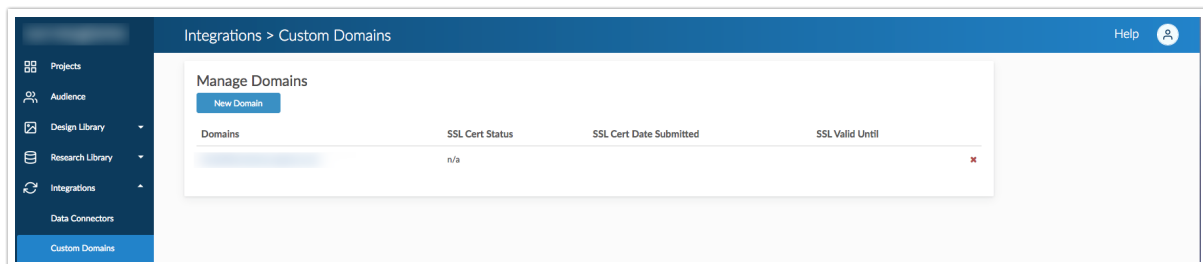 Integrations > Custom Domains
Help
Projects
Audience
Design Library
Research Library
Integrations
Data Connectors
Custom Domains
Manage Domains
New Domain
Domains SSL Cert Status SSL Cert Date Submitted SSL Valid Until
n/a